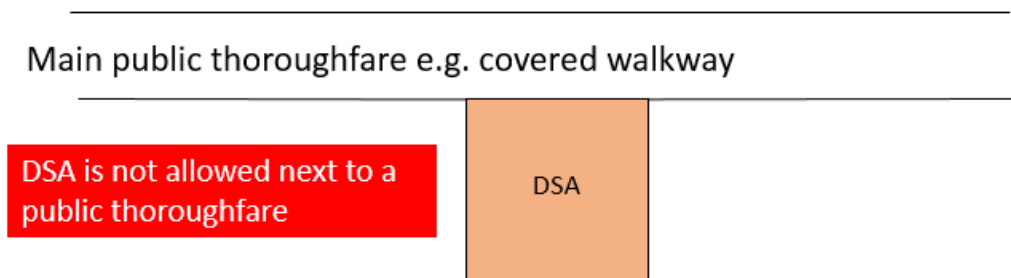 Main public thoroughfare e.g. covered walkway
DSA is not allowed next to a
public thoroughfare
DSA